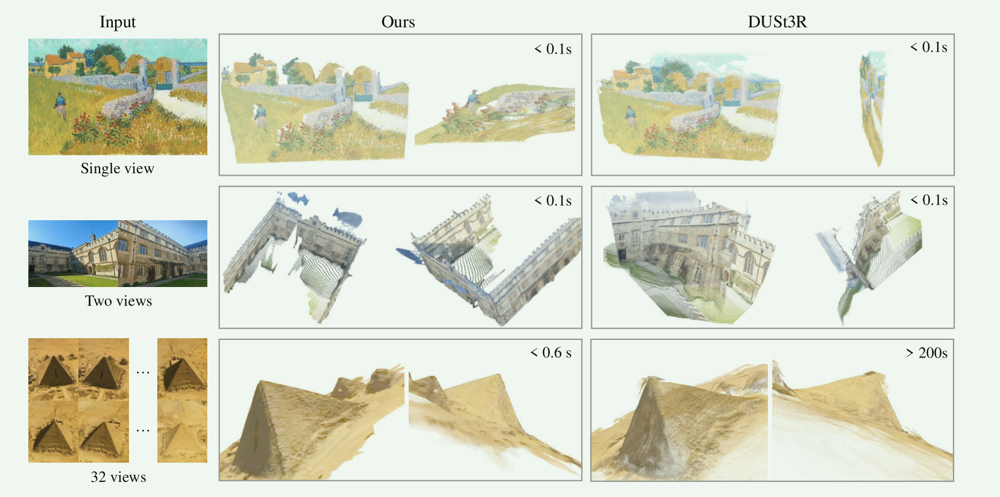 Input
Ours
DUSt3R
< 0.1s
< 0.1s
Single view
< 0.1s
< 0.1s
Two views
< 0.6 s
> 200s
...
...
32 views